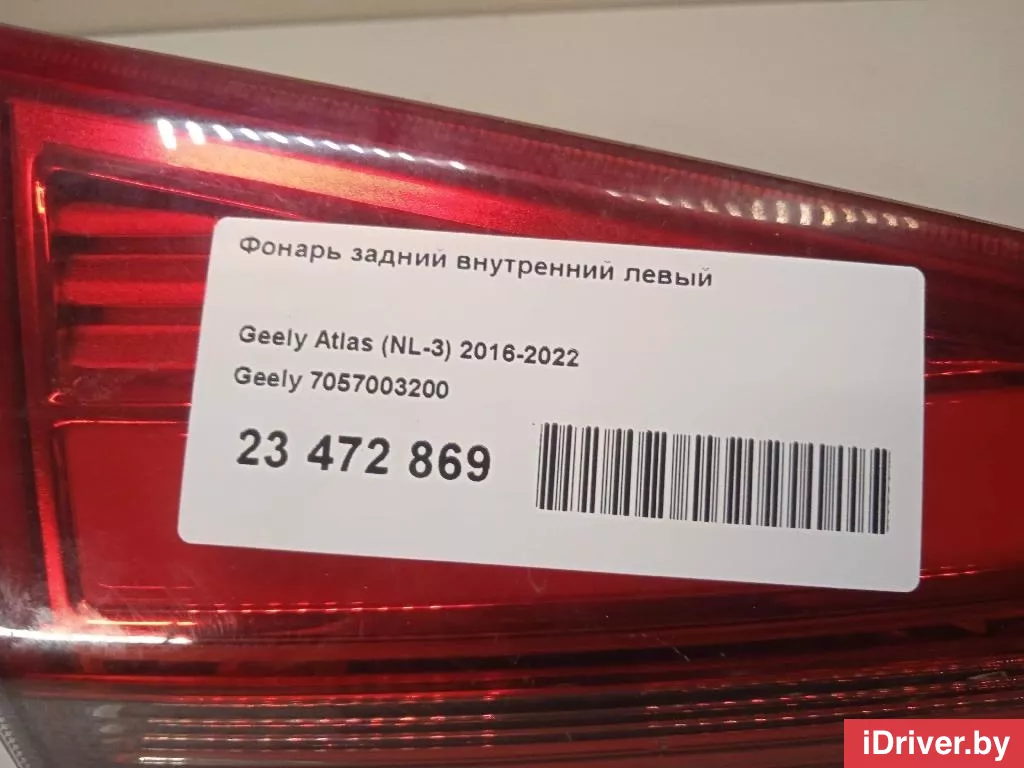 Фонарь задний внутренний левый
Geely Atlas (NL-3) 2016-2022
Geely 7057003200
23 472 869
iDriver.by